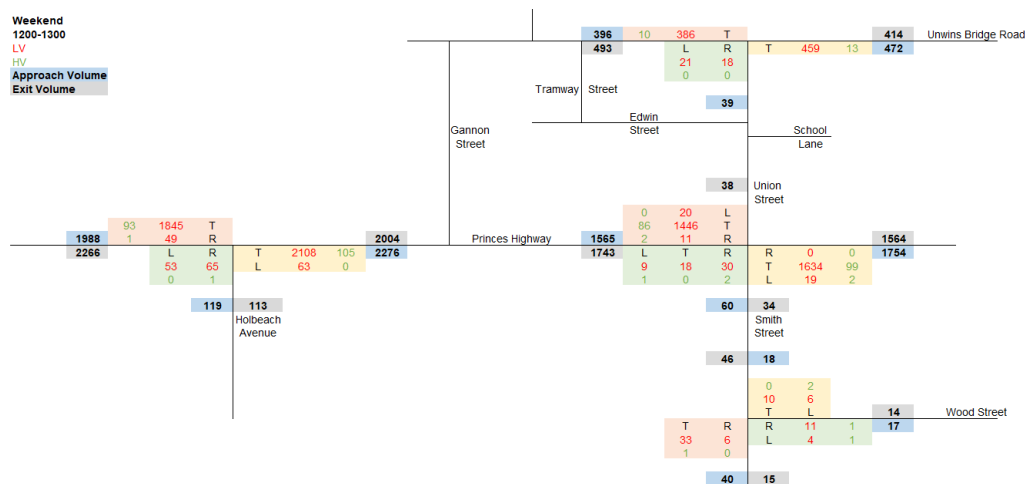 Weekend
1200-1300
LV
HV
Approach Volume
Exit Volume
396 10 386 T 414 Unwins Bridge Road
493 L R T 459 13 472
21 18
0 0
Tramway Street
39
Edwin
Street
Gannon
Street
School
Lane
38 Union
Street
0 20 L
93 1845 T 86 1446 T
1988 1 49 R 2004 Princes Highway 1565 2 11 R 1564
2266 L R T 2108 105 2276 1743 L T R R 0 0 1754
53 65 L 63 0 9 18 30 T 1634 99
0 1 1 0 2 L 19 2
119 113 60 34
Holbeach
Avenue
Smith
Street
46 18
0 2
10 6
T L 14 Wood Street
T R R 11 1 17
33 6 L 4 1
1 0
40 15